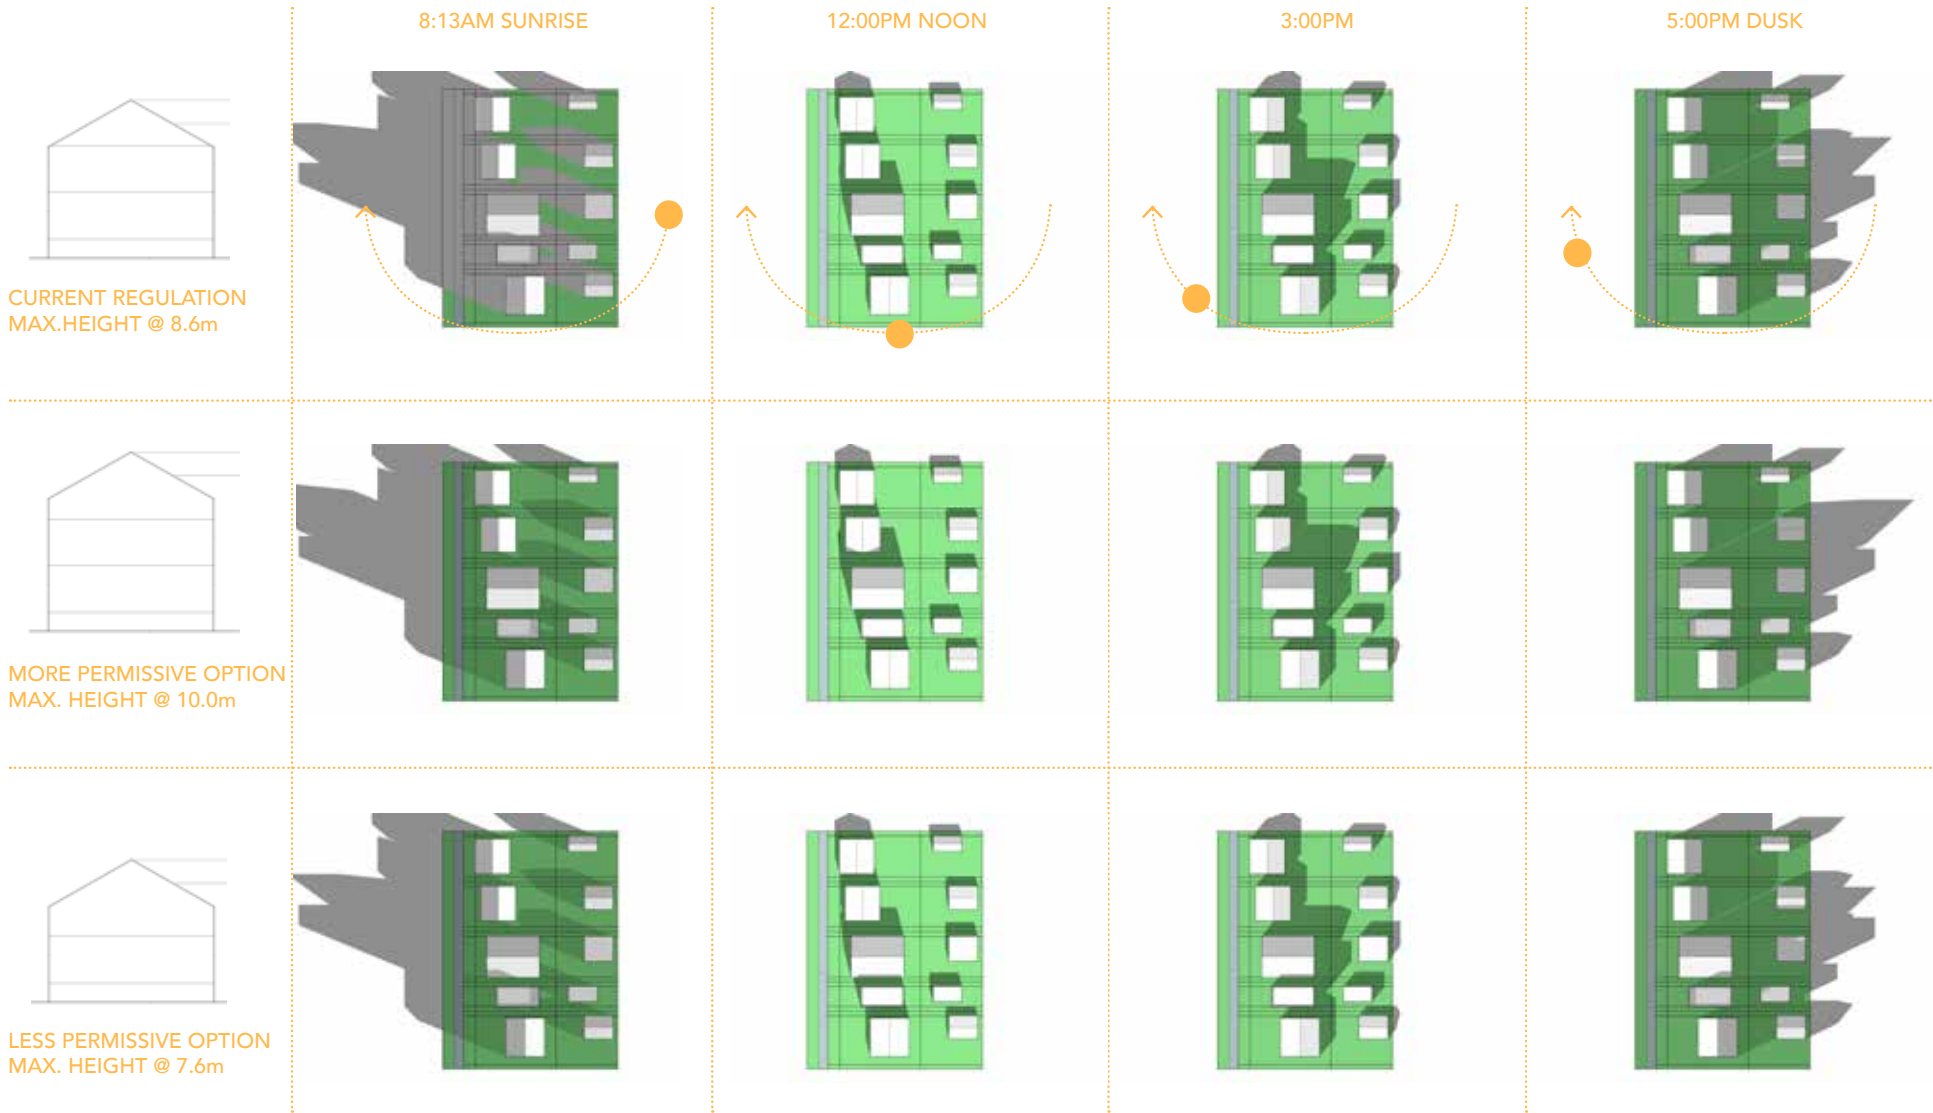 8:13AM SUNRISE
12:00PM NOON
3:00PM
5:00PM DUSK
CURRENT REGULATION
MAX.HEIGHT @ 8.6m
MORE PERMISSIVE OPTION
MAX. HEIGHT @ 10.0m
LESS PERMISSIVE OPTION
MAX. HEIGHT @ 7.6m